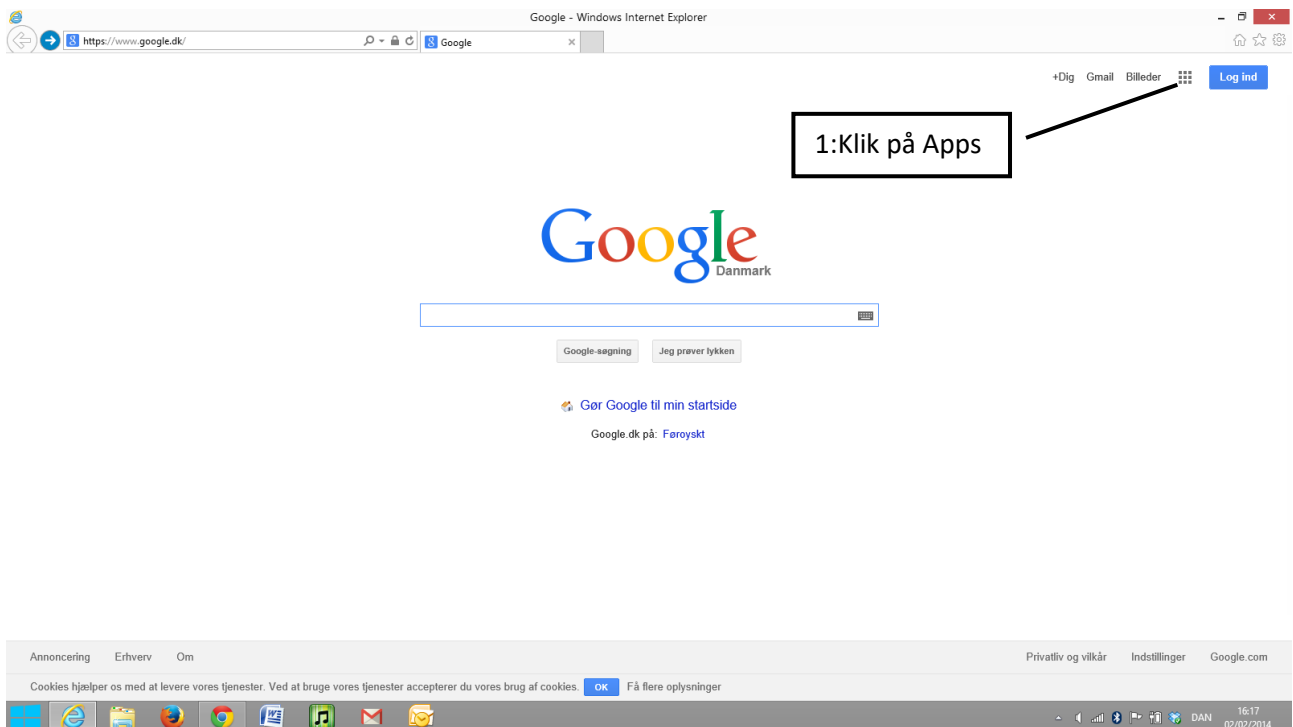 Google - Windows Internet Explorer
https://www.google.dk/
Google
+Dig Gmail Billeder Log ind
1:Klik på Apps
Google
Danmark
Google-søgning Jeg prøver lykken
Gør Google til min startside
Google.dk på: Føroyskt
Annoncering Erhverv Om Privatliv og vilkår Indstillinger Google.com
Cookies hjælper os med at levere vores tjenester. Ved at bruge vores tjenester accepterer du vores brug af cookies. OK Få flere oplysninger
DAN 16:17
02/02/2014